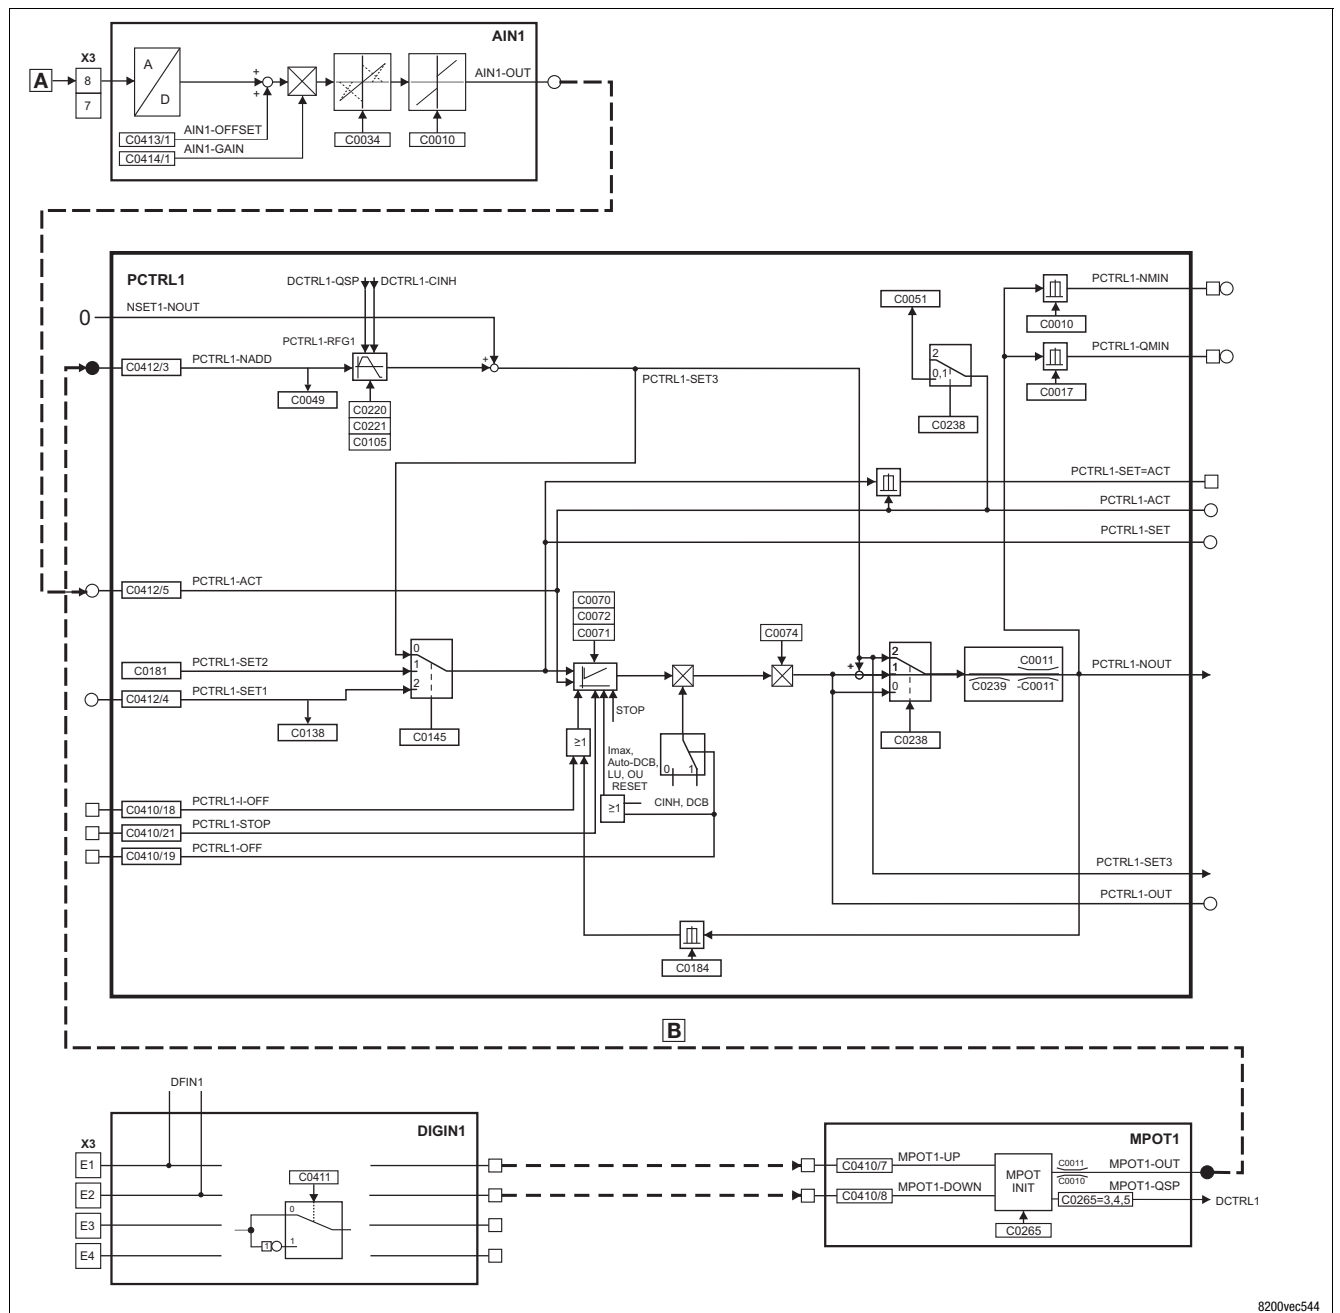 AIN1
X3
A
8
7
A
D
+
+
AIN1-OUT
C0413/1
AIN1-OFFSET
C0414/1
AIN1-GAIN
C0034
C0010
PCTRL1
DCTRL1-QSP
DCTRL1-CINH
NSET1-NOUT
0
PCTRL1-RFG1
C0412/3
PCTRL1-NADD
+
C0049
C0220
C0221
C0105
PCTRL1-SET3
C0051
2
0,1
C0238
PCTRL1-NMIN
C0010
PCTRL1-QMIN
C0017
PCTRL1-SET=ACT
PCTRL1-ACT
PCTRL1-SET
C0412/5
PCTRL1-ACT
C0070
C0072
C0071
C0074
C0181
PCTRL1-SET2
C0412/4
PCTRL1-SET1
C0138
0
1
2
C0145
STOP
+
2
1
0
C0238
C0011
C0239
-C0011
PCTRL1-NOUT
≥1
Imax,
Auto-DCB,
LU, OU
RESET
≥1
0
1
CINH, DCB
C0410/18
PCTRL1-I-OFF
C0410/21
PCTRL1-STOP
C0410/19
PCTRL1-OFF
PCTRL1-SET3
PCTRL1-OUT
C0184
B
DFIN1
DIGIN1
X3
E1
E2
E3
E4
C0411
0
1
1
MPOT1
C0410/7
MPOT1-UP
C0410/8
MPOT1-DOWN
MPOT
INIT
C0265
C0011
C0010
MPOT1-OUT
MPOT1-QSP
C0265=3,4,5
DCTRL1
8200vec544